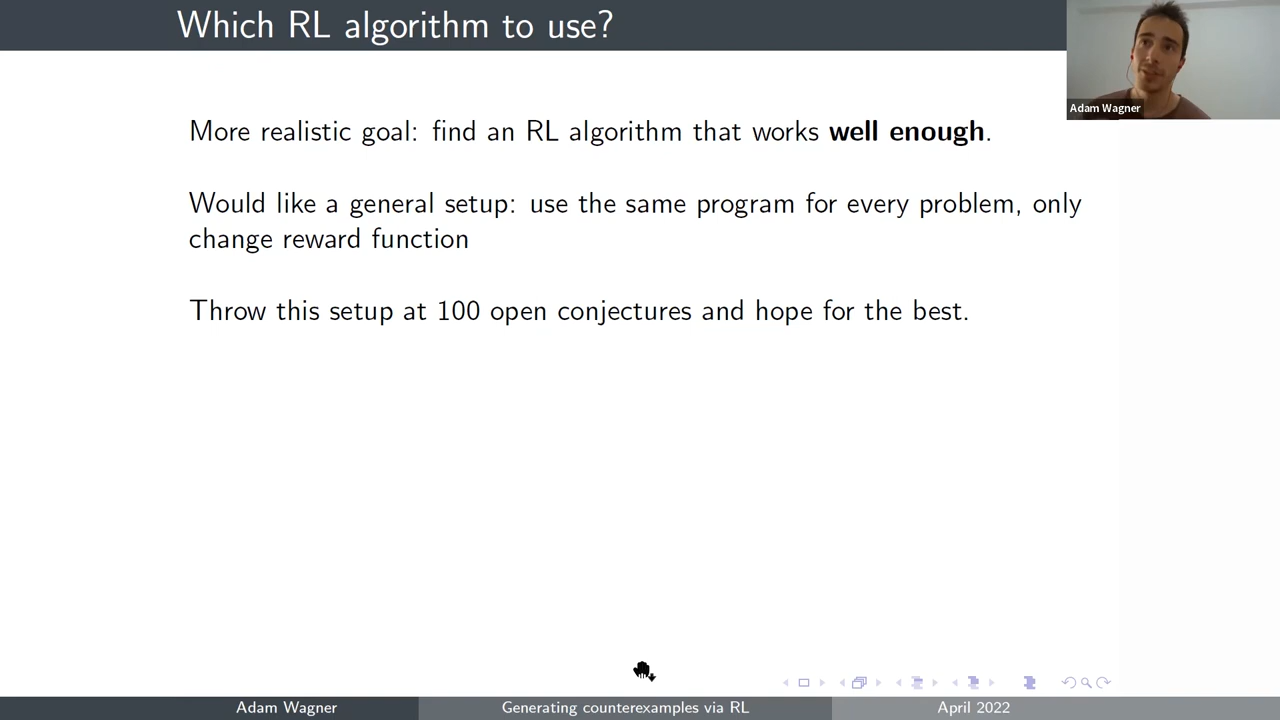 Which RL algorithm to use?
Adam Wagner
More realistic goal: find an RL algorithm that works well enough.
Would like a general setup: use the same program for every problem, only
change reward function
Throw this setup at 100 open conjectures and hope for the best.
Adam Wagner
Generating counterexamples via RL
April 2022